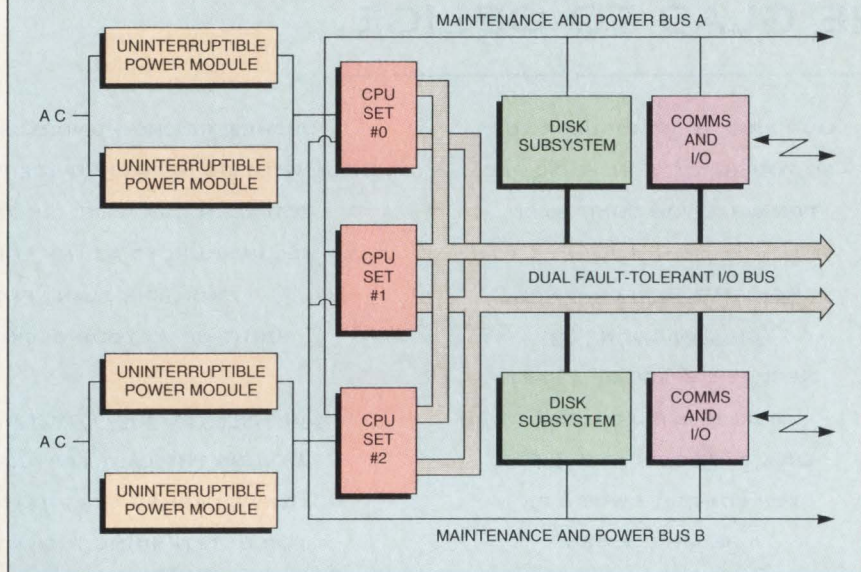 MAINTENANCE AND POWER BUS A
UNINTERRUPTIBLE
POWER MODULE
AC
UNINTERRUPTIBLE
POWER MODULE
CPU
SET
#0
DISK
SUBSYSTEM
COMMS
AND
I/O
CPU
SET
#1
DUAL FAULT-TOLERANT I/O BUS
UNINTERRUPTIBLE
POWER MODULE
AC
UNINTERRUPTIBLE
POWER MODULE
CPU
SET
#2
DISK
SUBSYSTEM
COMMS
AND
I/O
MAINTENANCE AND POWER BUS B